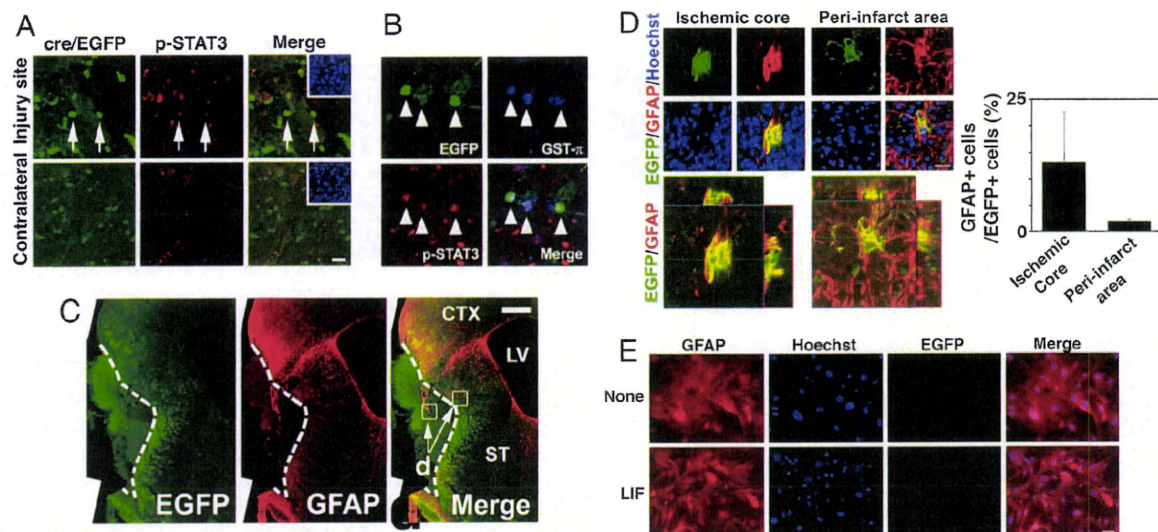 A
cre/EGFP p-STAT3 Merge
Injury site
Contralateral
B
EGFP GST-π
p-STAT3 Merge
C
EGFP
GFAP
CTX
LV
ST
d
Merge
D
Ischemic core Peri-infarct area
EGFP/GFAP/Hoechst
EGFP/GFAP
GFAP+ cells
/EGFP+ cells (%)
25
0
Ischemic
Core
Peri-infarct
area
E
GFAP Hoechst EGFP Merge
None
LIF